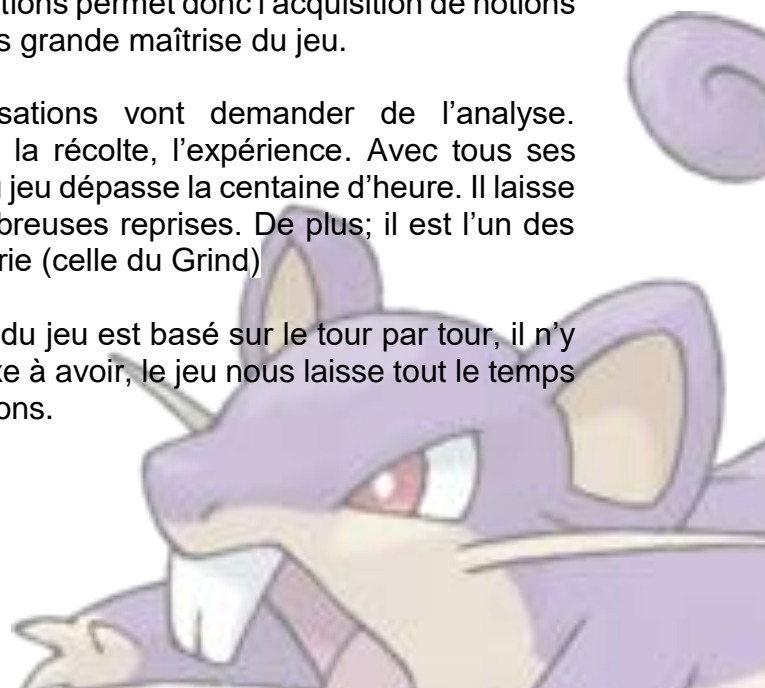 tions permet donc l'acquisition de notions
s grande maîtrise du jeu.
sations vont demander de l'analyse.
la récolte, l'expérience. Avec tous ses
jeu dépasse la centaine d'heure. Il laisse
breuses reprises. De plus; il est l'un des
rie (celle du Grind)
du jeu est basé sur le tour par tour, il n'y
xe à avoir, le jeu nous laisse tout le temps
ons.